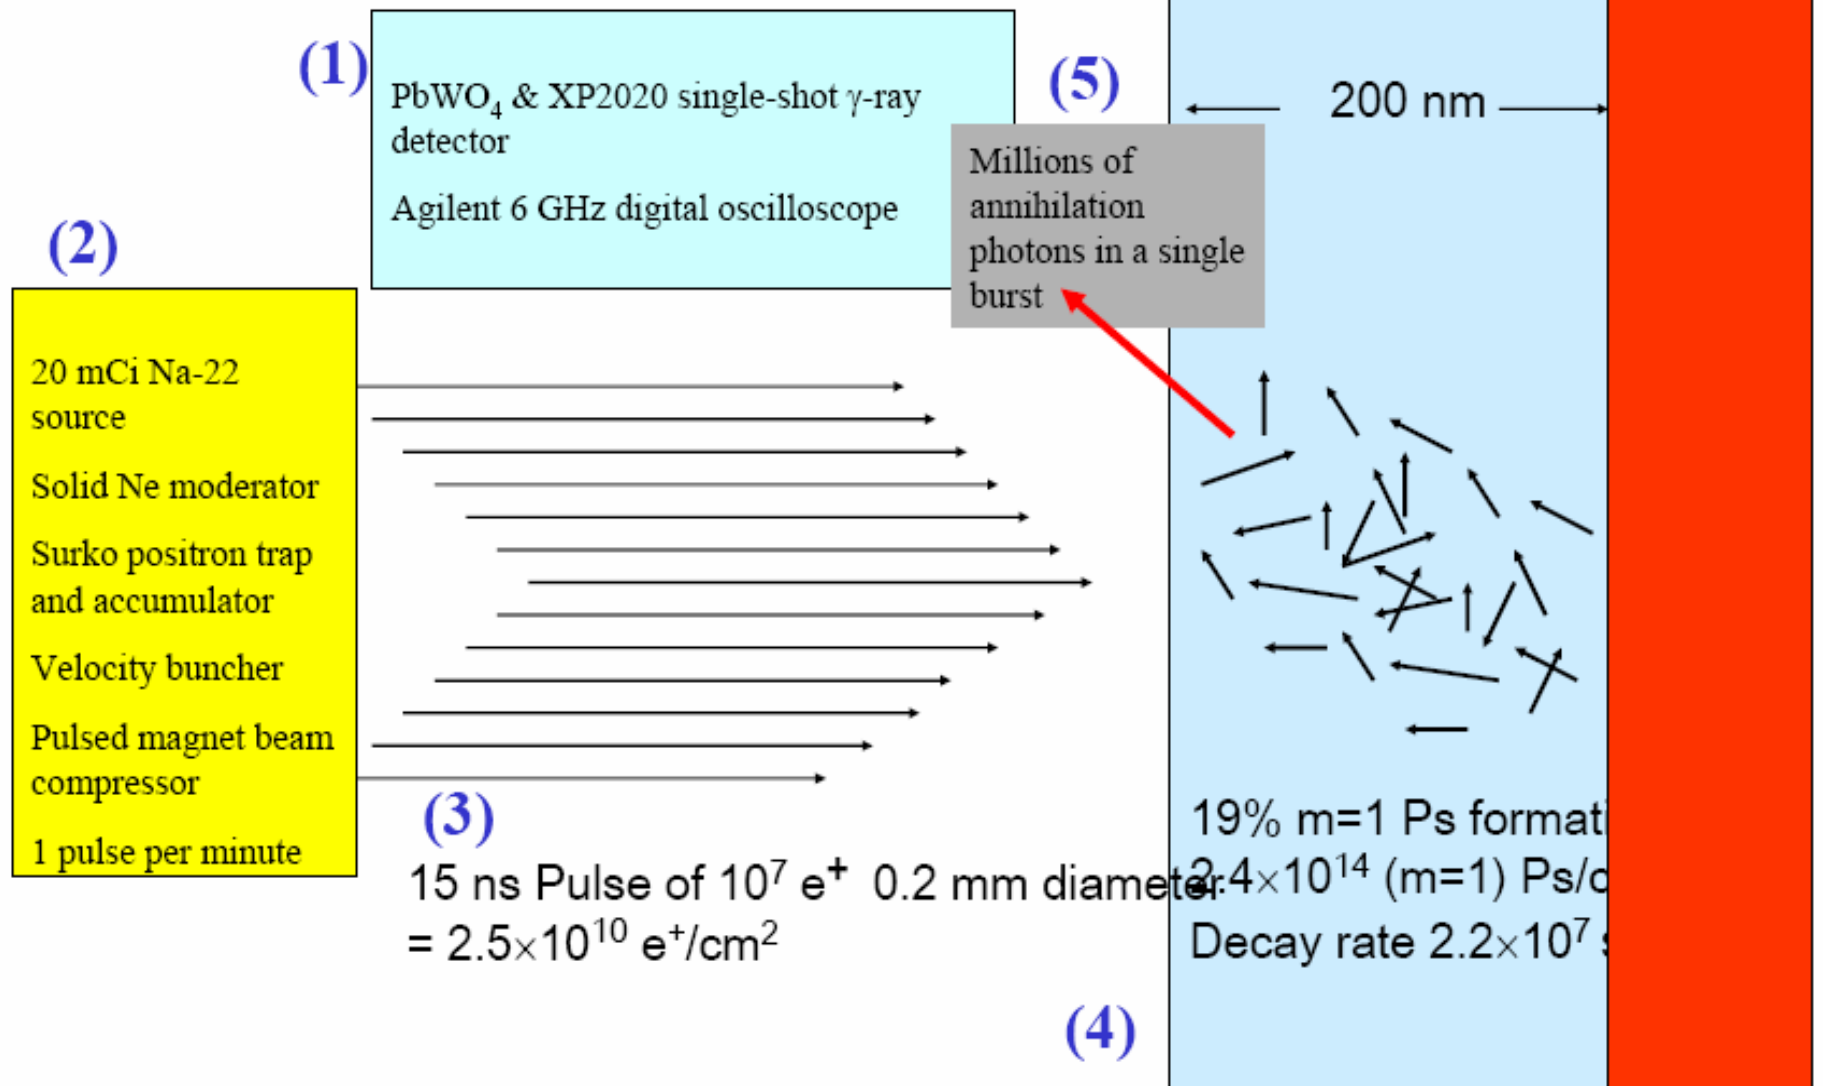 (1)
PbWO₄ & XP2020 single-shot γ-ray
detector
Agilent 6 GHz digital oscilloscope
(2)
20 mCi Na-22
source
Solid Ne moderator
Surko positron trap
and accumulator
Velocity buncher
Pulsed magnet beam
compressor
1 pulse per minute
(3)
15 ns Pulse of 10⁷ e⁺ 0.2 mm diameter
= 2.5×10¹⁰ e⁺/cm²
(5)
Millions of
annihilation
photons in a single
burst
200 nm
19% m=1 Ps
2.4×10¹⁴ (m=1)
Decay rate 2.2×10⁷
(4)